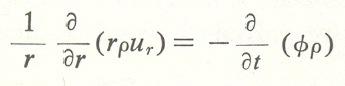 1/r ∂/∂r (rρu_r) = − ∂/∂t (ϕρ)